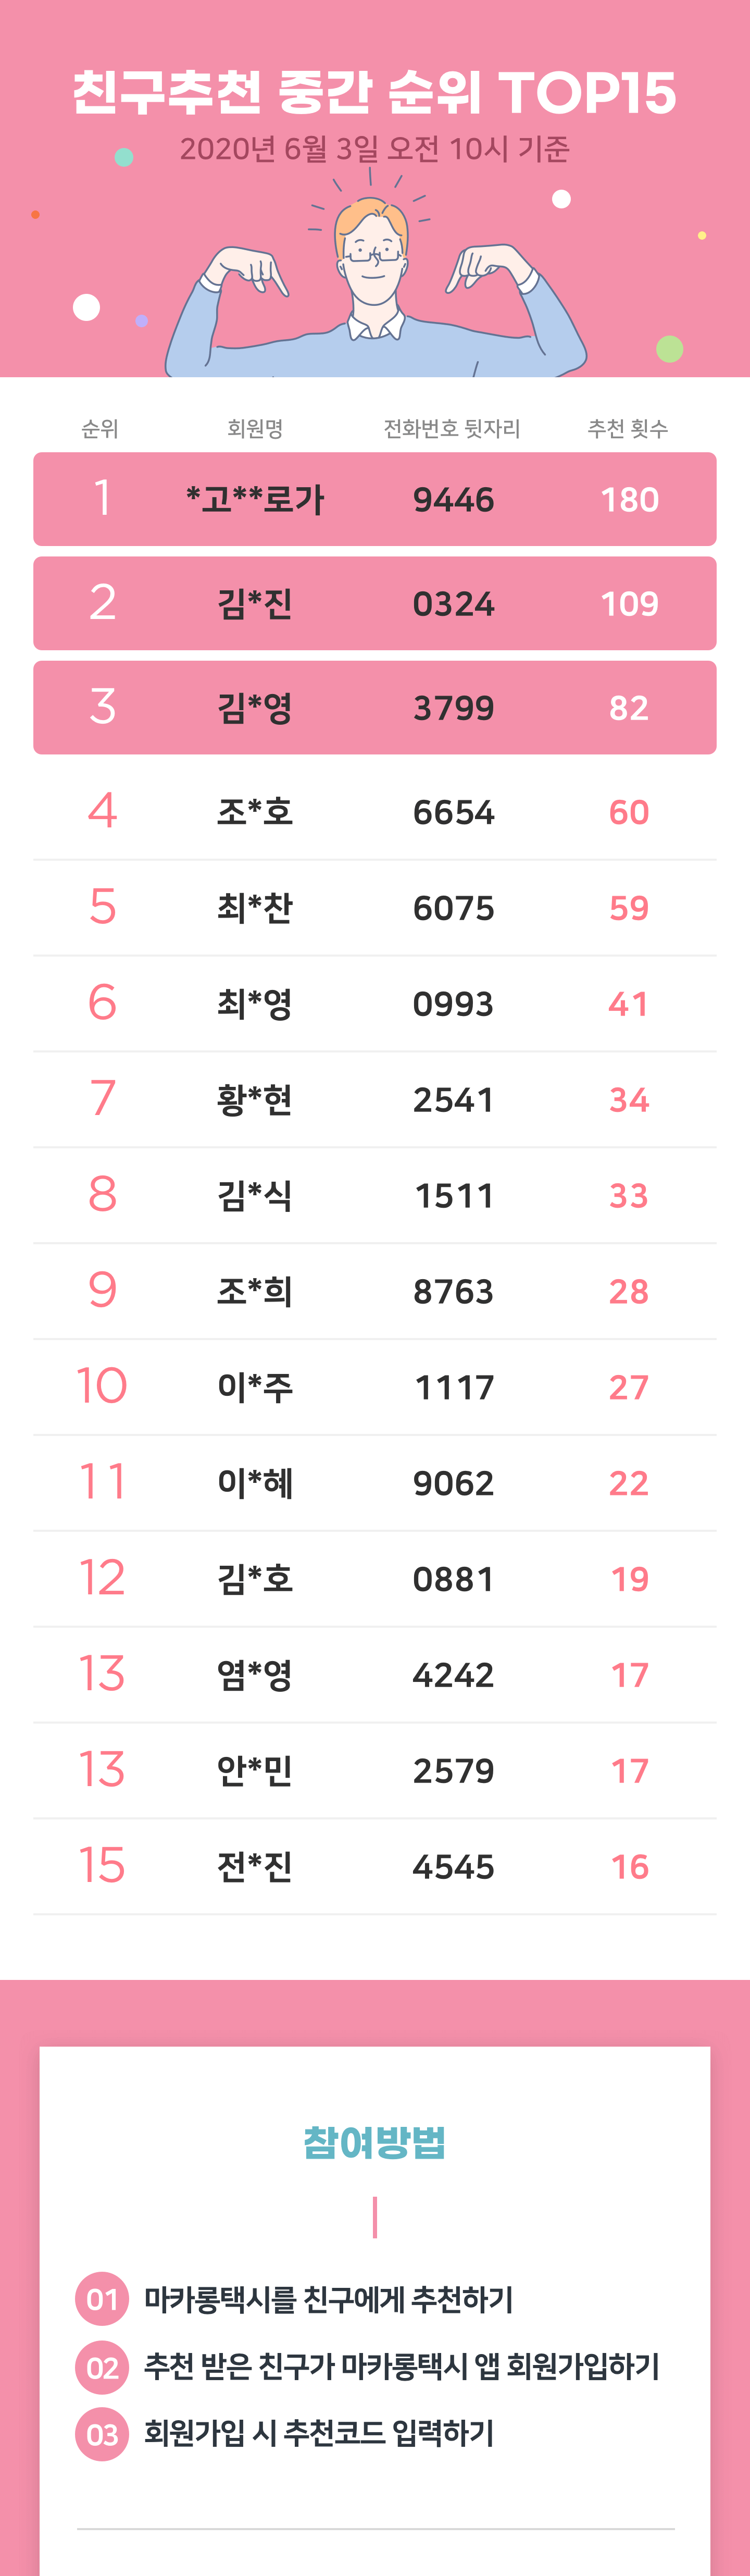 친구추천 중간 순위 TOP15
2020년 6월 3일 오전 10시 기준
순위 회원명 전화번호 뒷자리 추천 횟수
1 *고**로가 9446 180
2 김*진 0324 109
3 김*영 3799 82
4 조*호 6654 60
5 최*찬 6075 59
6 최*영 0993 41
7 황*현 2541 34
8 김*식 1511 33
9 조*희 8763 28
10 이*주 1117 27
11 이*혜 9062 22
12 김*호 0881 19
13 염*영 4242 17
13 안*민 2579 17
15 전*진 4545 16
참여방법
01 마카롱택시를 친구에게 추천하기
02 추천 받은 친구가 마카롱택시 앱 회원가입하기
03 회원가입 시 추천코드 입력하기